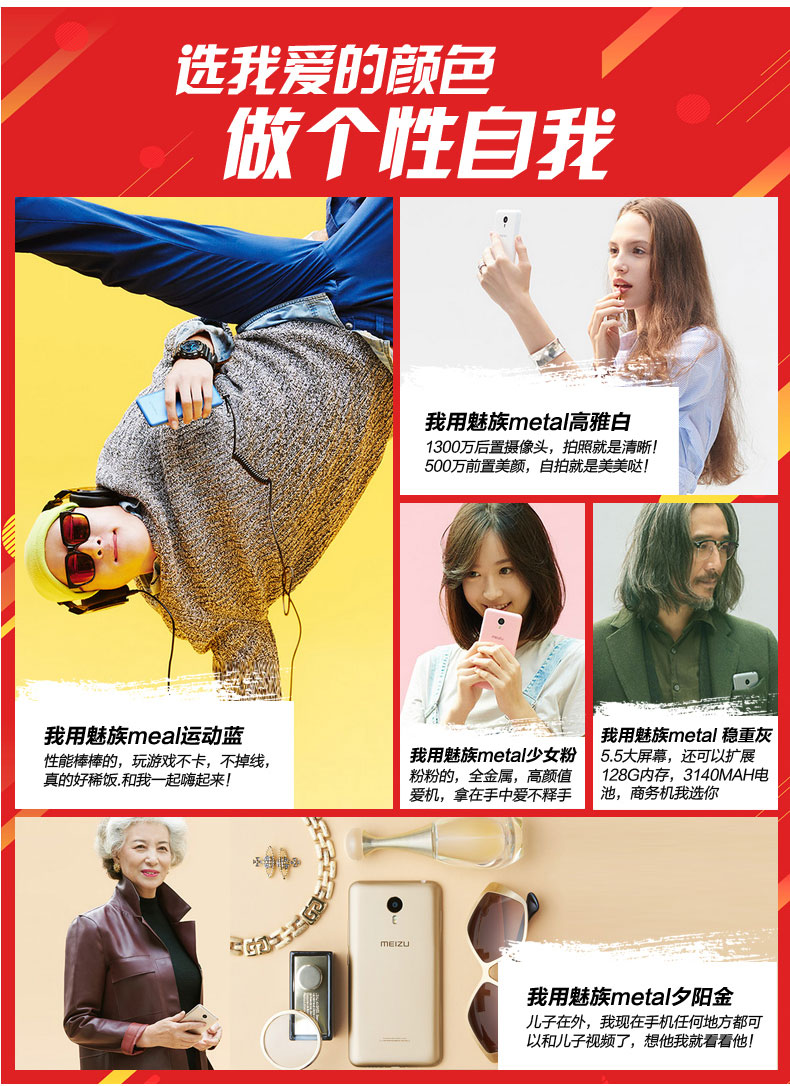 选我爱的颜色
做个性自我
我用魅族metal高雅白
1300万后置摄像头，拍照就是清晰！
500万前置美颜，自拍就是美美哒！
我用魅族meal运动蓝
性能棒棒的，玩游戏不卡，不掉线，
真的好稀饭.和我一起嗨起来！
MEIZU
我用魅族metal少女粉
粉粉的，全金属，高颜值
爱机，拿在手中爱不释手
我用魅族metal 稳重灰
5.5大屏幕，还可以扩展
128G内存，3140MAH电
池，商务机我选你
MEIZU
我用魅族metal夕阳金
儿子在外，我现在手机任何地方都可
以和儿子视频了，想他我就看看他！